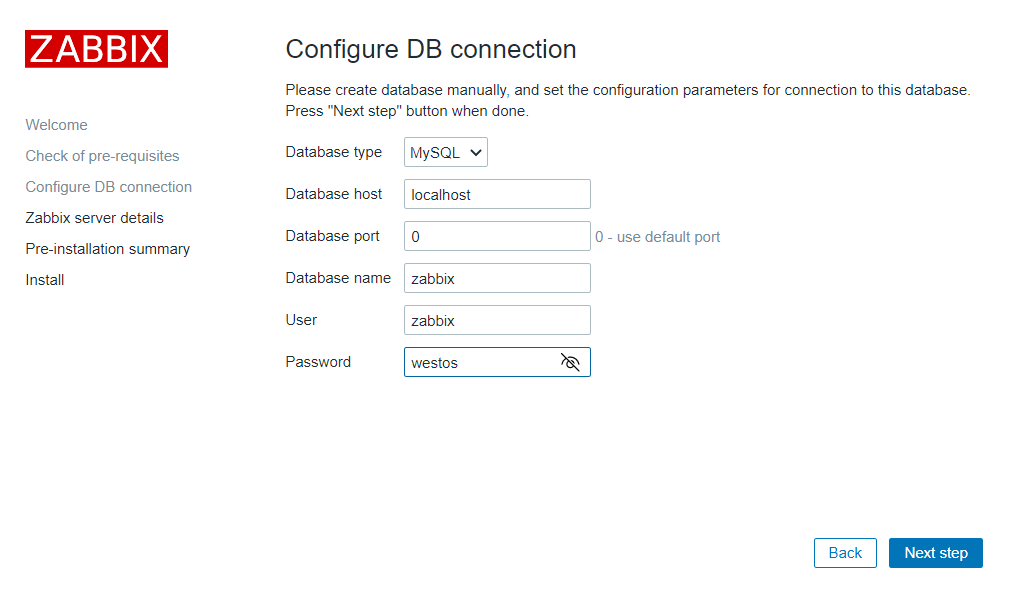 ZABBIX
Welcome
Check of pre-requisites
Configure DB connection
Zabbix server details
Pre-installation summary
Install
Configure DB connection
Please create database manually, and set the configuration parameters for connection to this database.
Press "Next step" button when done.
Database type MySQL
Database host localhost
Database port 0 0 - use default port
Database name zabbix
User zabbix
Password westos
Back Next step